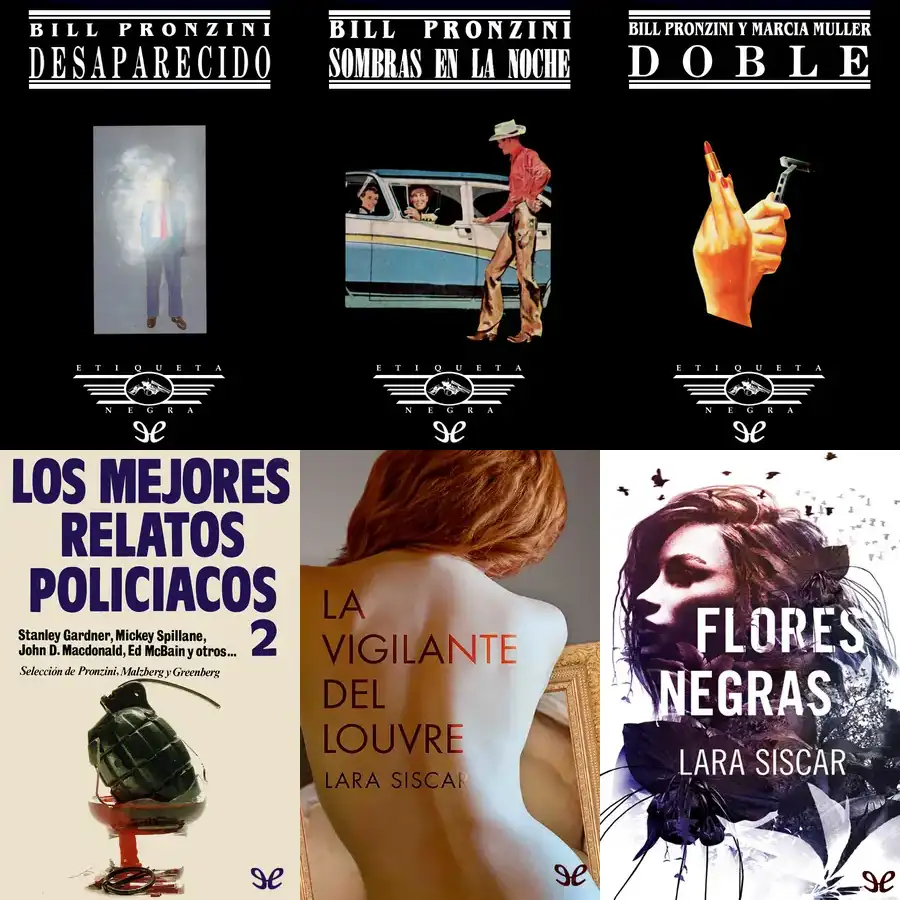 BILL PRONZINI
DESAPARECIDO
ETIQUETA
NEGRA
BILL PRONZINI
SOMBRAS EN LA NOCHE
ETIQUETA
NEGRA
BILL PRONZINI Y MARCIA MULLER
DOBLE
ETIQUETA
NEGRA
LOS MEJORES
RELATOS
POLICIACOS
2
Stanley Gardner, Mickey Spillane,
John D. Macdonald, Ed McBain y otros...
Selección de Pronzini, Malzberg y Greenberg
LA
VIGILANTE
DEL
LOUVRE
LARA SISCAR
FLORES
NEGRAS
LARA SISCAR